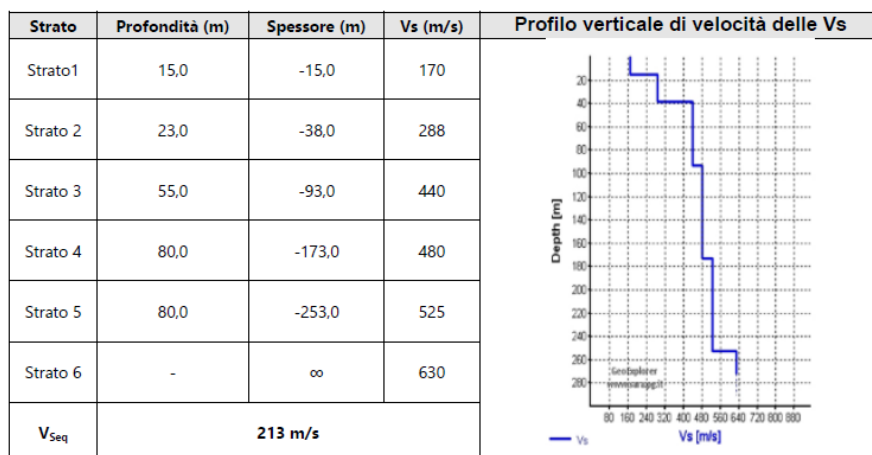 Strato Profondità (m) Spessore (m) Vs (m/s)
Strato1 15,0 -15,0 170
Strato 2 23,0 -38,0 288
Strato 3 55,0 -93,0 440
Strato 4 80,0 -173,0 480
Strato 5 80,0 -253,0 525
Strato 6 - ∞ 630
VSeq 213 m/s
Profilo verticale di velocità delle Vs
20
40
60
80
100
120
140
160
180
200
220
240
260
280
Depth [m]
GeoExplorer
80 160 240 320 400 480 560 640 720 800 880
Vs Vs [m/s]